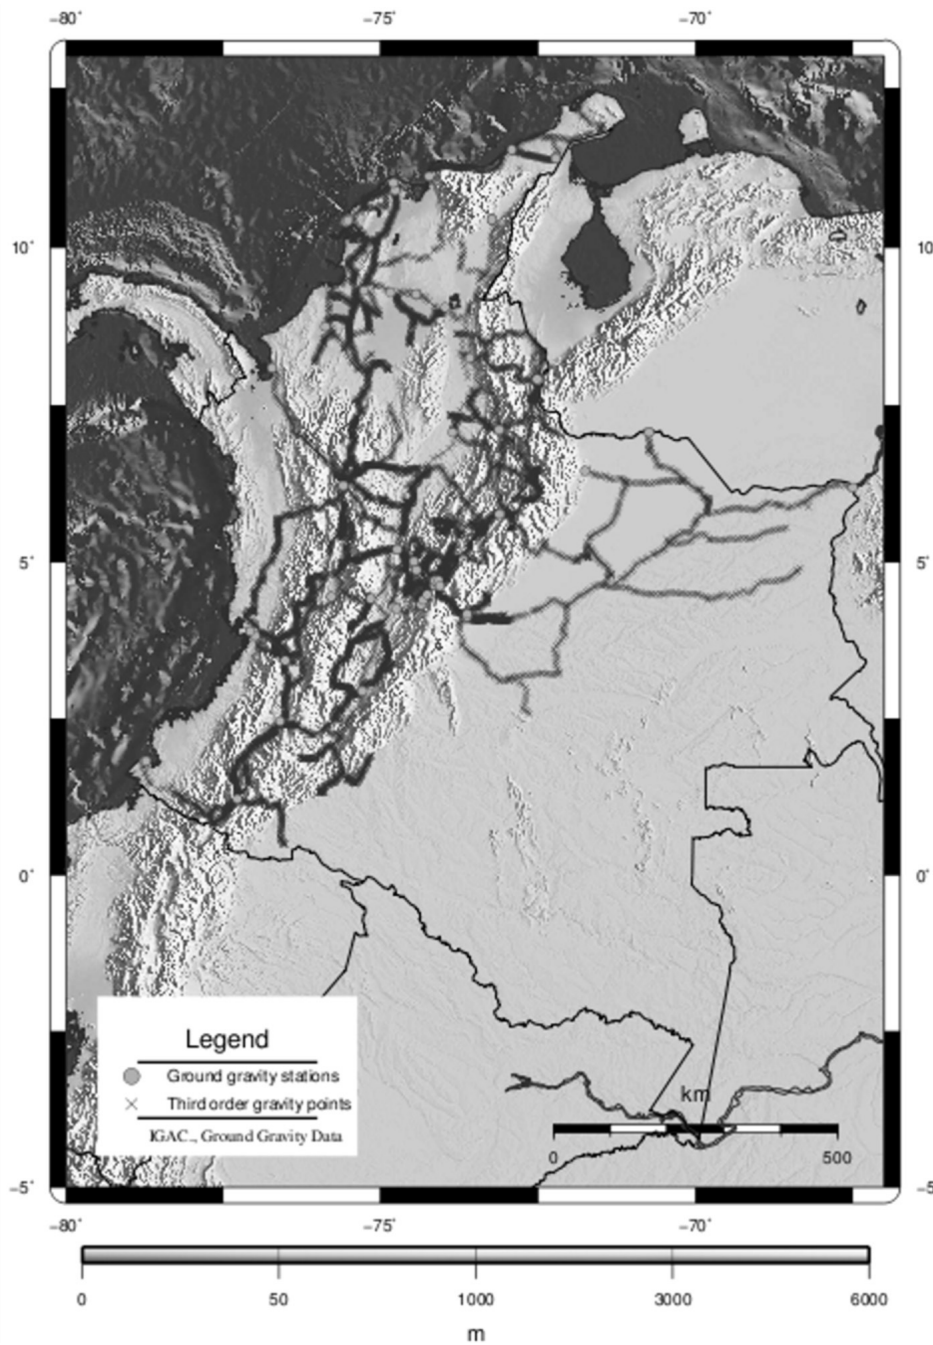 −80° −75° −70°
10° 10
5° 5°
0° 0°
−5° −5
Legend
Ground gravity stations
Third order gravity points
IGAC., Ground Gravity Data
km
0 500
−80° −75° −70°
0 50 1000 3000 6000
m